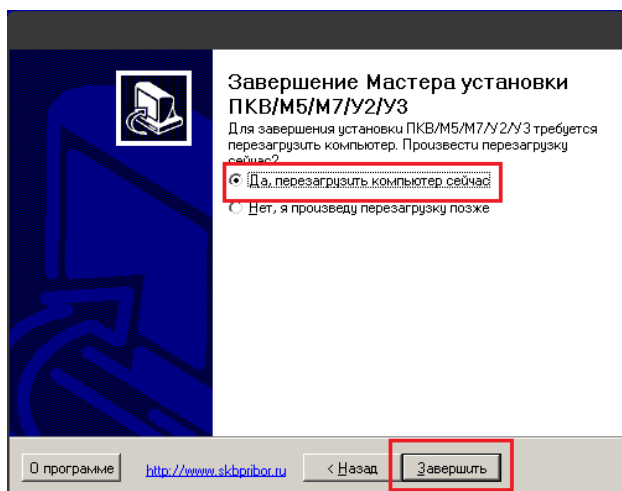 Завершение Мастера установки
ПКВ/М5/М7/У2/У3
Для завершения установки ПКВ/М5/М7/У2/У3 требуется
перезагрузить компьютер. Произвести перезагрузку
сейчас?
Да, перезагрузить компьютер сейчас
Нет, я произведу перезагрузку позже
О программе
http://www.skbpribor.ru
< Назад
Завершить